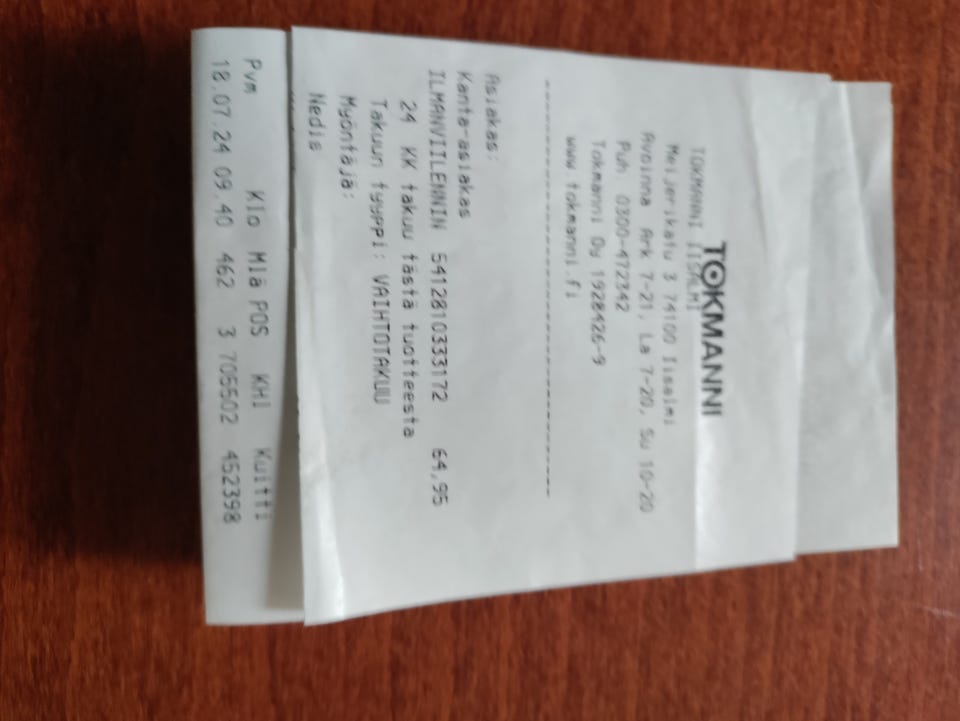 TOKMANNI
TOKMANNI IISALMI
Meijerikatu 3 74100 Iisalmi
Avoinna Ark 7-21, La 7-20, Su 10-20
Puh 0300-472342
Tokmanni Oy 1928426-9
www.tokmanni.fi
--------------------------------------
Asiakas:
Kanta-asiakas
ILMANVIILENNIN 5412810333172 64,95
24 KK takuu tästä tuotteesta
Takuun tyyppi: VAIHTOTAKUU
Myöntäjä:
Nedis
Pvm Klo Mlä POS KHI Kuitti
18.07.24 09.40 462 3 705502 452398